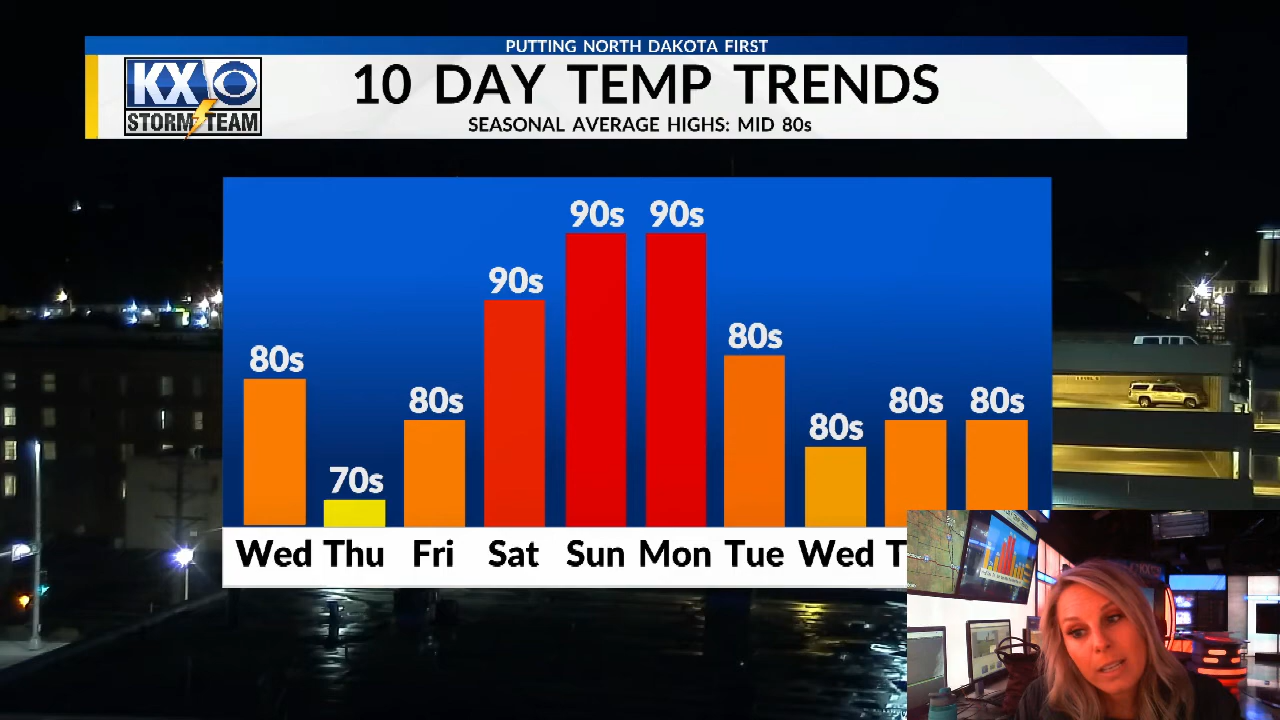 PUTTING NORTH DAKOTA FIRST
KX
STORM TEAM
10 DAY TEMP TRENDS
SEASONAL AVERAGE HIGHS: MID 80s
80s 70s 80s 90s 90s 90s 80s 80s 80s 80s
Wed Thu Fri Sat Sun Mon Tue Wed T